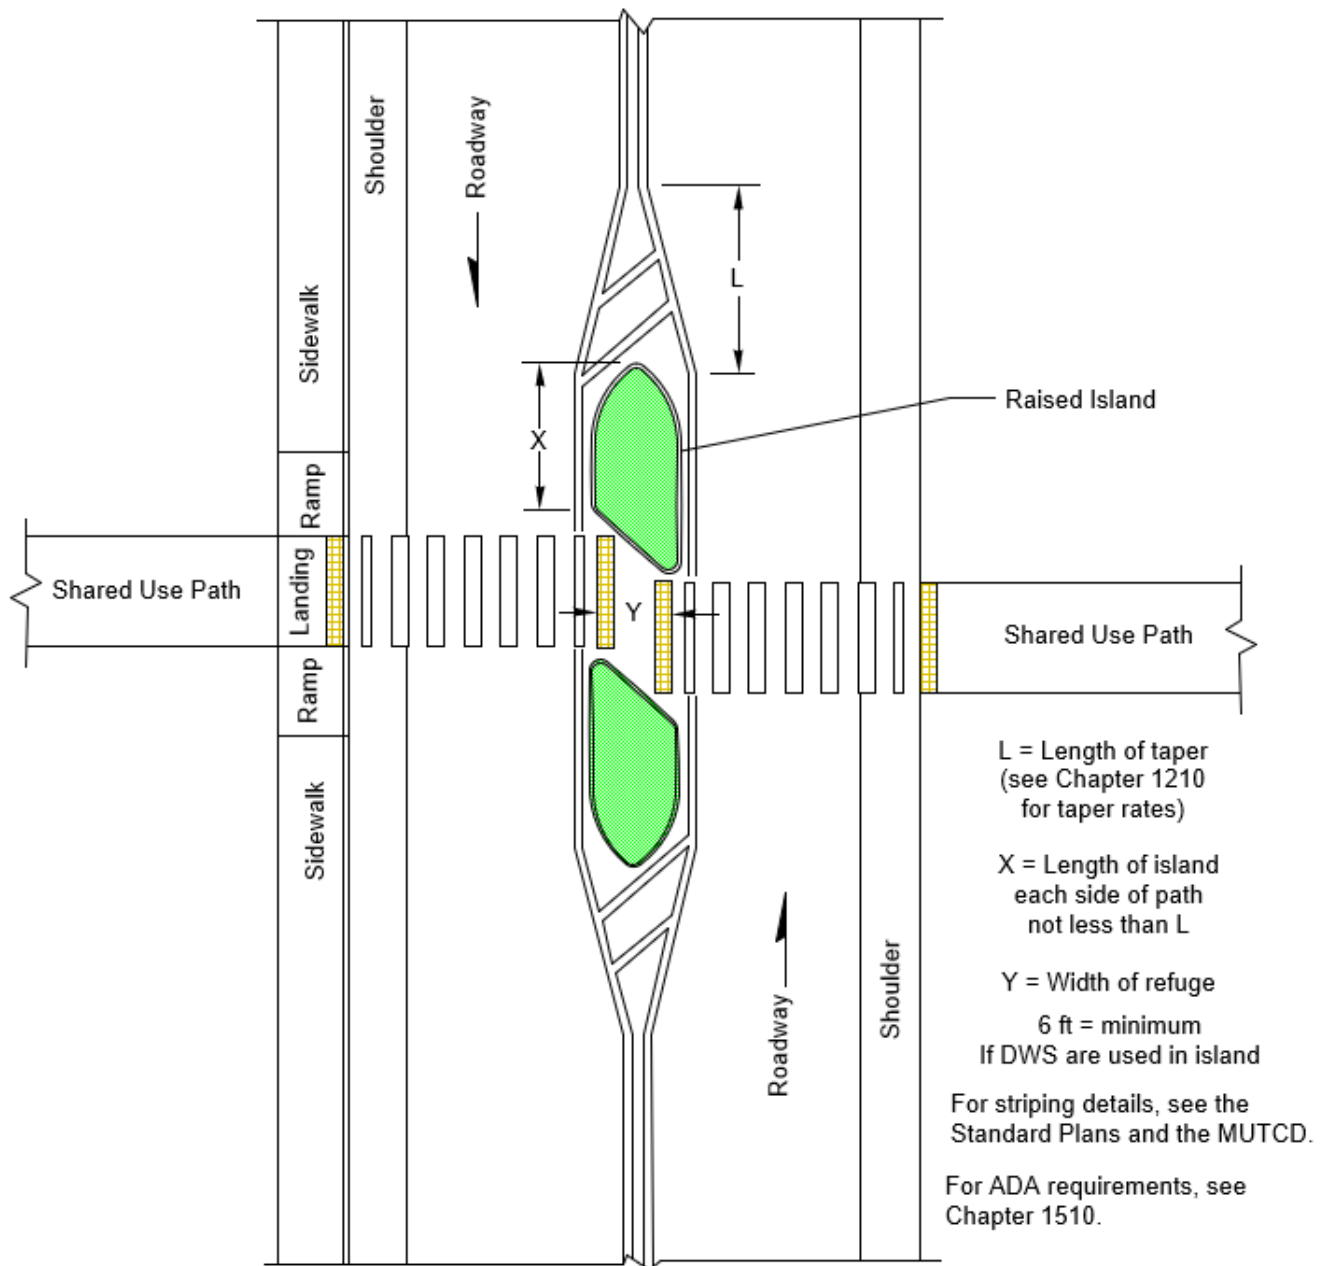 Shoulder
Roadway
Sidewalk
L
X
Raised Island
Ramp
Landing
Shared Use Path
Y
Shared Use Path
Ramp
Sidewalk
Roadway
Shoulder
L = Length of taper
(see Chapter 1210
for taper rates)
X = Length of island
each side of path
not less than L
Y = Width of refuge
6 ft = minimum
If DWS are used in island
For striping details, see the
Standard Plans and the MUTCD.
For ADA requirements, see
Chapter 1510.